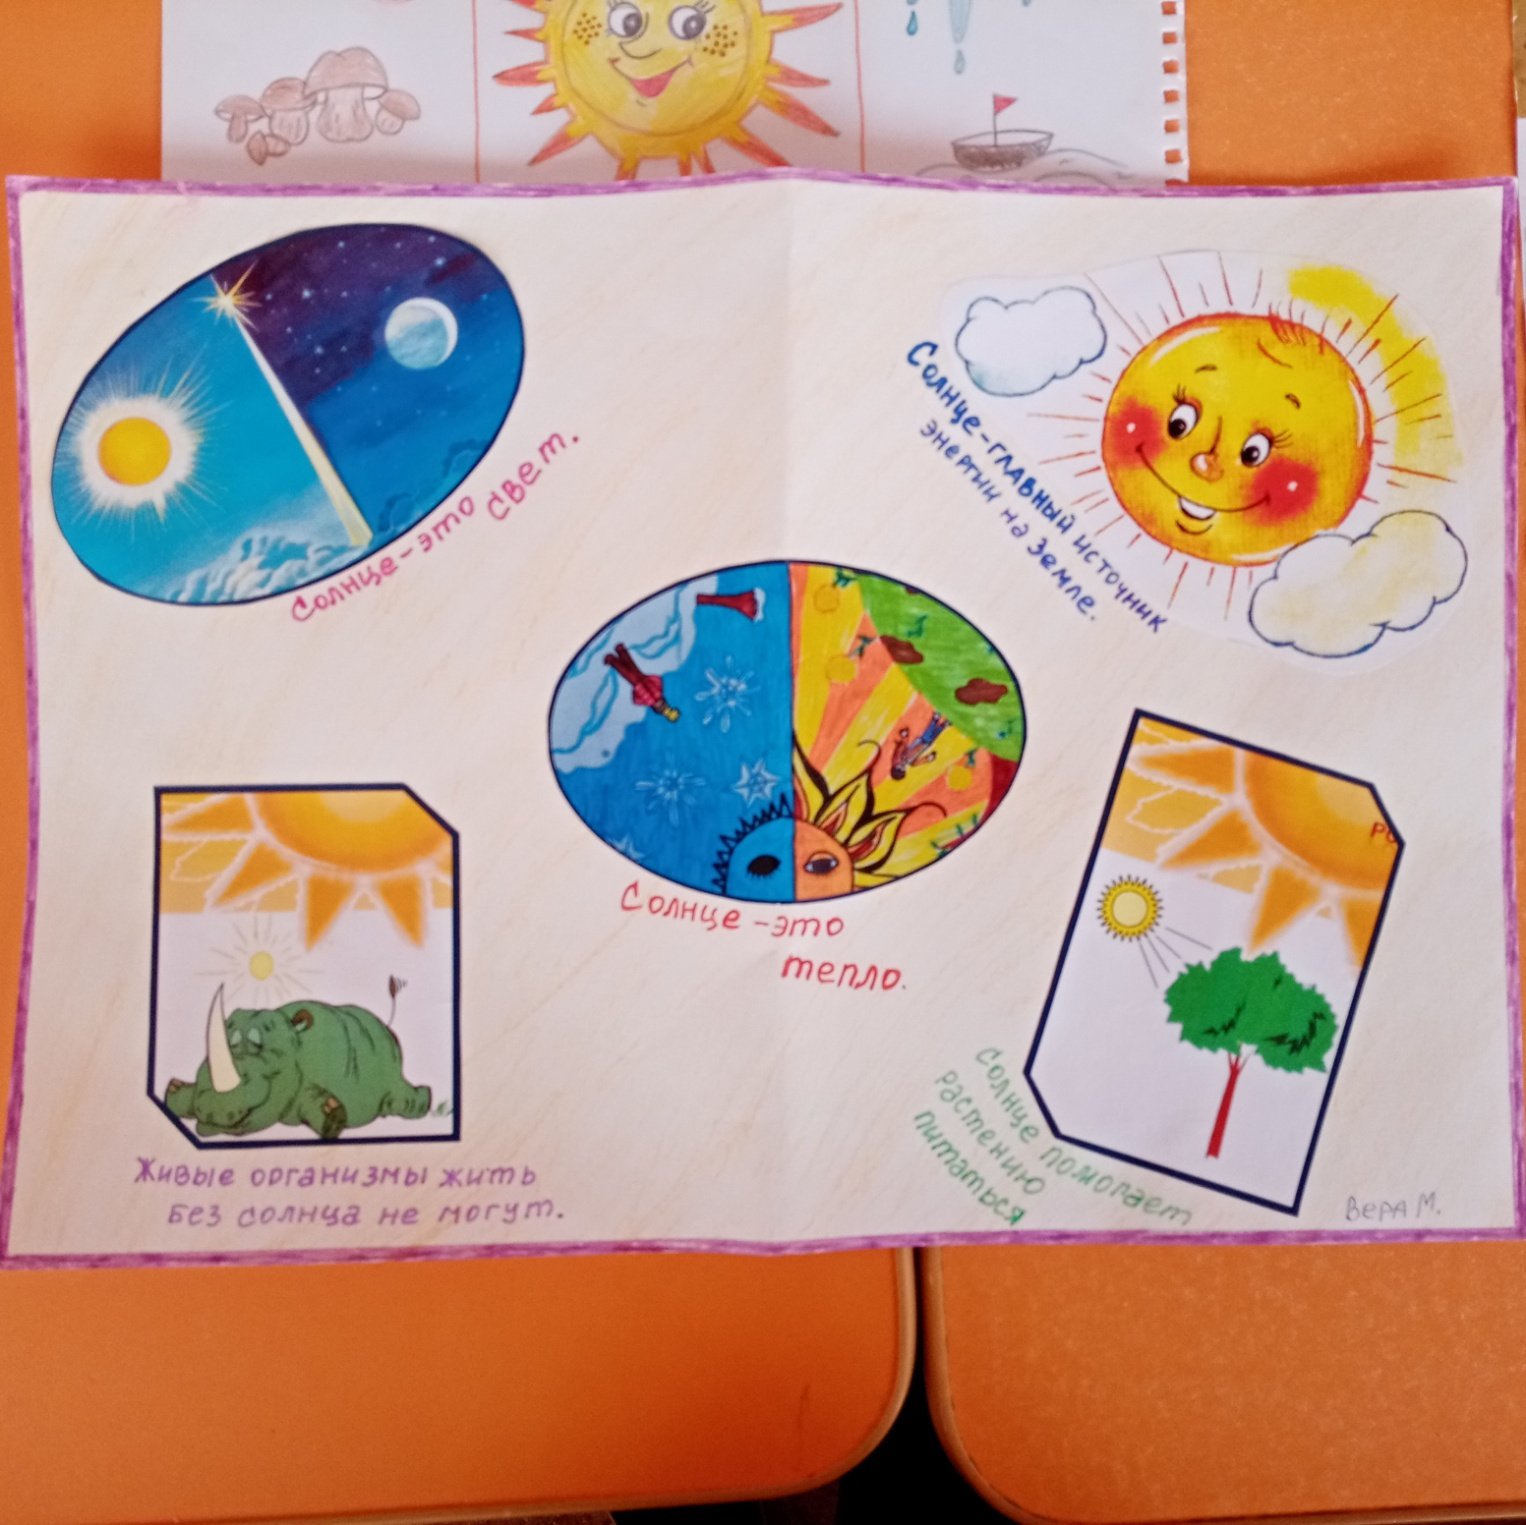 Солнце-это свет.
Солнце-главный источник
энергии на Земле.
Солнце-это
тепло.
Живые организмы жить
без солнца не могут.
Солнце помогает
растению
питаться
Вера М.